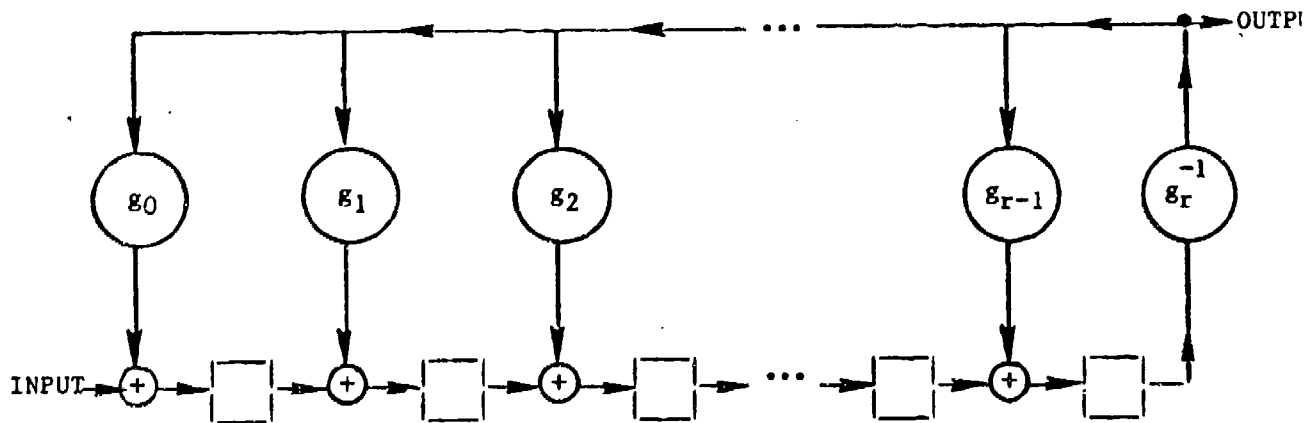 OUTPU
g0 g1 g2 ... gr-1 gr-1
INPUT + + + ... +